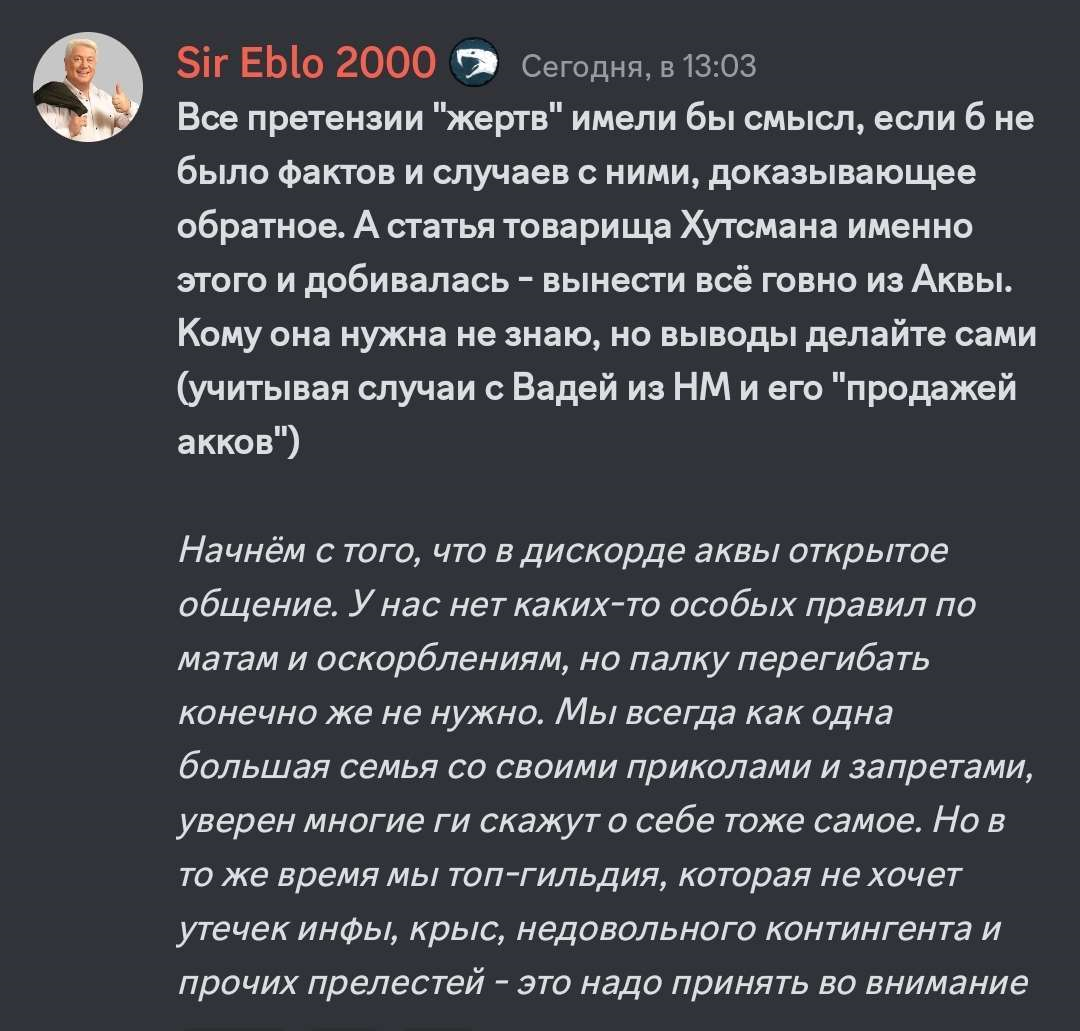 Sir Eblo 2000 Сегодня, в 13:03
Все претензии "жертв" имели бы смысл, если б не
было фактов и случаев с ними, доказывающее
обратное. А статья товарища Хутсмана именно
этого и добивалась - вынести всё говно из Аквы.
Кому она нужна не знаю, но выводы делайте сами
(учитывая случаи с Вадей из НМ и его "продажей
акков")
Начнём с того, что в дискорде аквы открытое
общение. У нас нет каких-то особых правил по
матам и оскорблениям, но палку перегибать
конечно же не нужно. Мы всегда как одна
большая семья со своими приколами и запретами,
уверен многие ги скажут о себе тоже самое. Но в
то же время мы топ-гильдия, которая не хочет
утечек инфы, крыс, недовольного контингента и
прочих прелестей - это надо принять во внимание